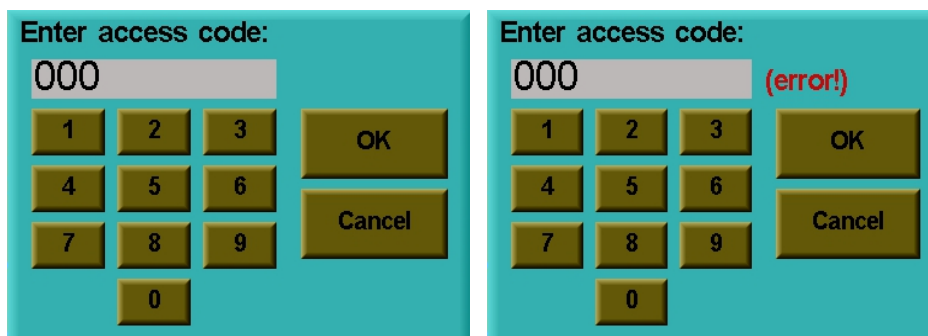 Enter access code:
000
1 2 3 OK
4 5 6
Cancel
7 8 9
0
Enter access code:
000 (error!)
1 2 3 OK
4 5 6
Cancel
7 8 9
0